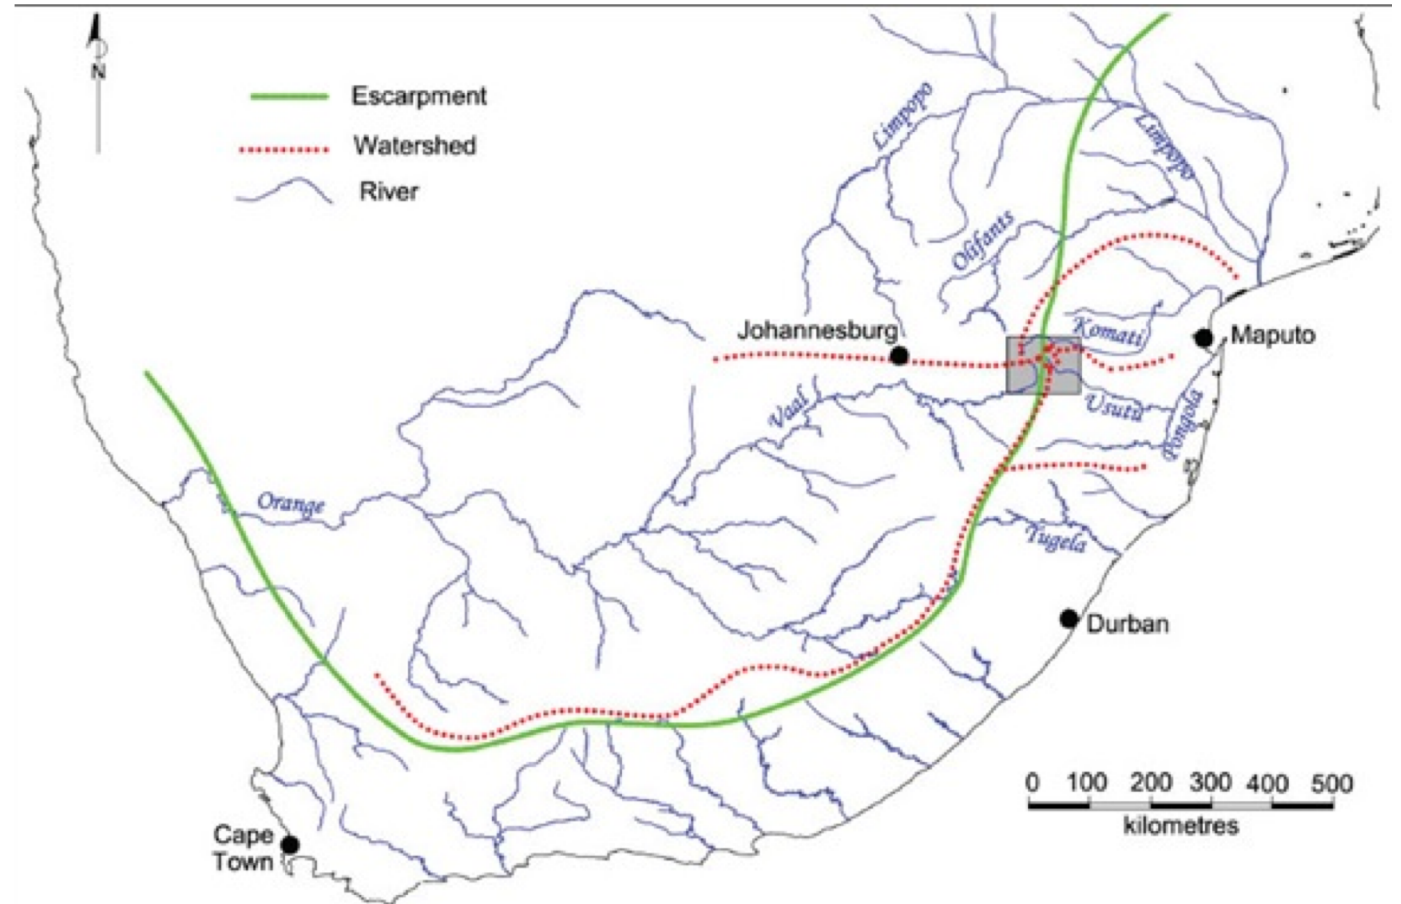 N
Escarpment
Watershed
River
Limpopo
Limpopo
Olifants
Johannesburg
Komati
Maputo
Vaal
Usutu
Pongola
Orange
Tugela
Durban
0 100 200 300 400 500
kilometres
Cape
Town